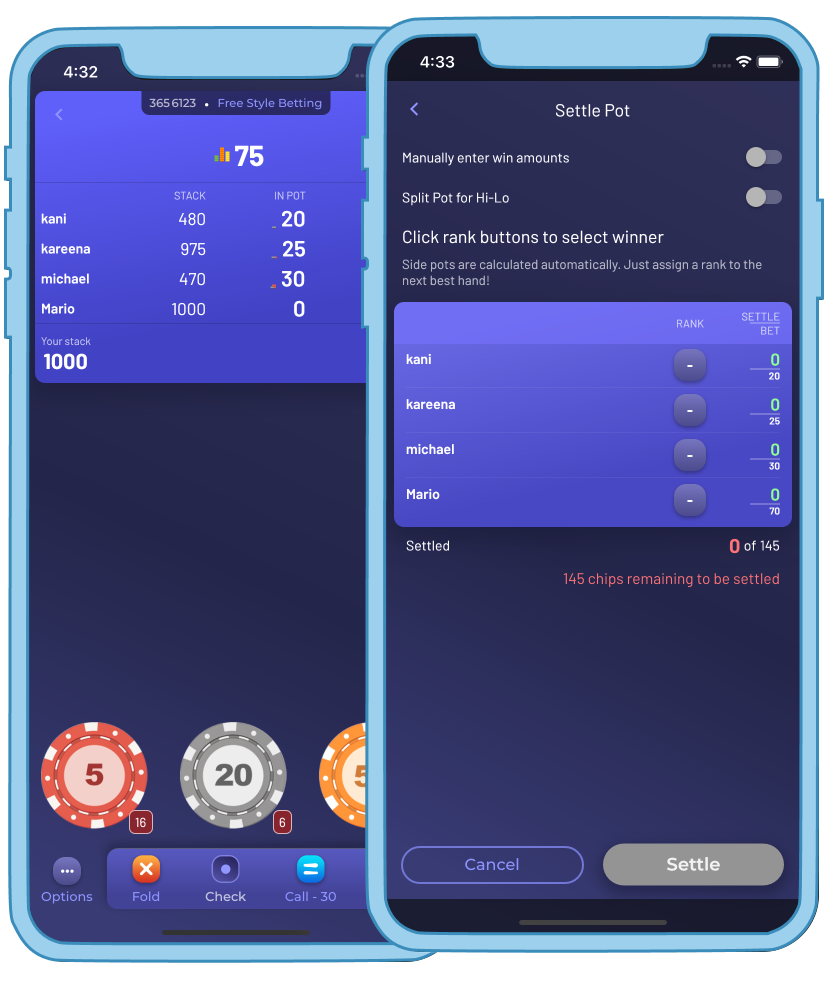 4:32
3656123 • Free Style Betting
75
STACK IN POT
kani 480 20
kareena 975 25
michael 470 30
Mario 1000 0
Your stack
1000
5 20
16 6
Options Fold Check Call - 30
4:33
Settle Pot
Manually enter win amounts
Split Pot for Hi-Lo
Click rank buttons to select winner
Side pots are calculated automatically. Just assign a rank to the
next best hand!
RANK SETTLE
BET
kani - 0
20
kareena - 0
25
michael - 0
30
Mario - 0
70
Settled 0 of 145
145 chips remaining to be settled
Cancel Settle